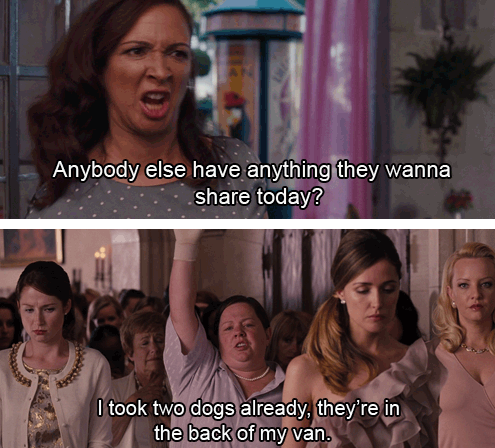 Anybody else have anything they wanna
share today?
I took two dogs already, they're in
the back of my van.